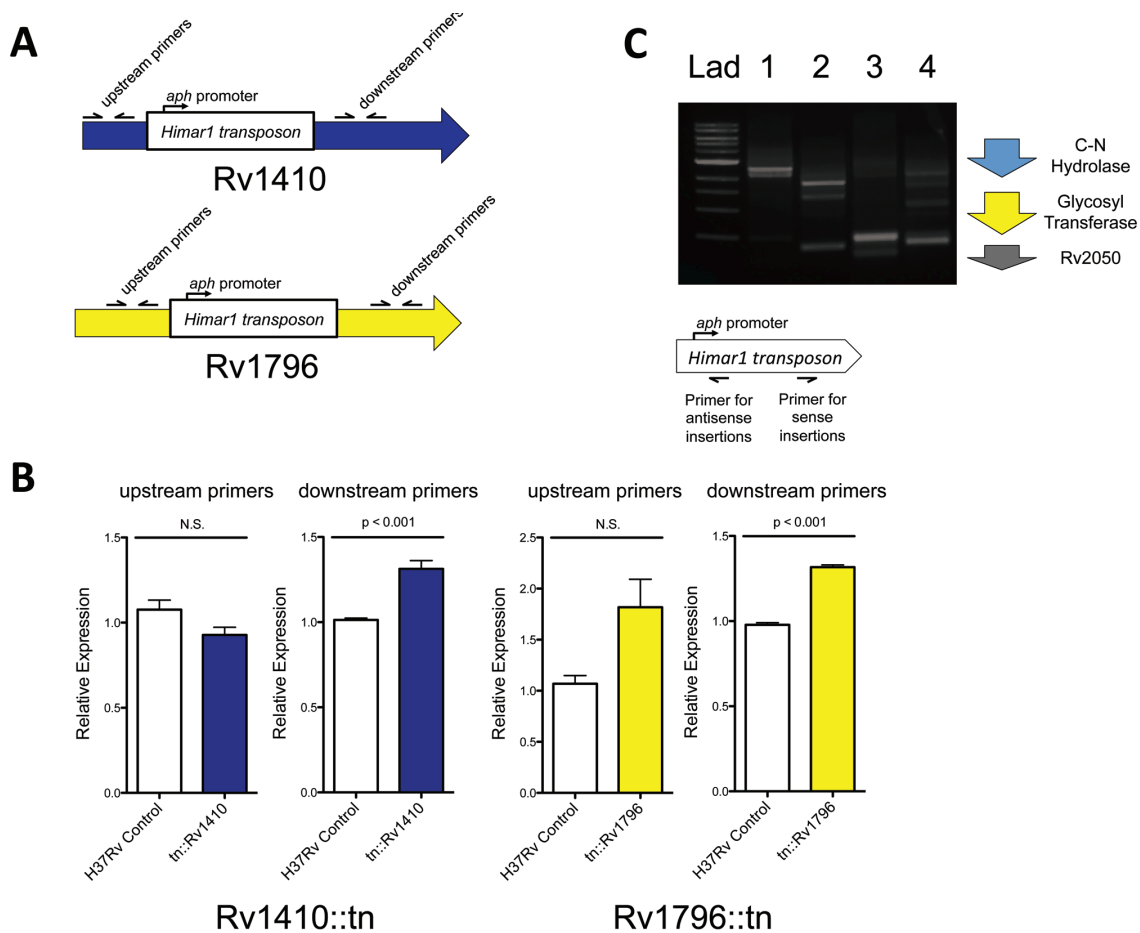 A
upstream primers
aph promoter
downstream primers
Himar1 transposon
Rv1410
upstream primers
aph promoter
downstream primers
Himar1 transposon
Rv1796
C
Lad 1 2 3 4
C-N
Hydrolase
Glycosyl
Transferase
Rv2050
aph promoter
Himar1 transposon
Primer for
antisense
insertions
Primer for
sense
insertions
B
upstream primers
N.S.
Relative Expression
1.5
1.0
0.5
0.0
H37Rv Control
tn::Rv1410
downstream primers
p < 0.001
Relative Expression
1.5
1.0
0.5
0.0
H37Rv Control
tn::Rv1410
Rv1410::tn
upstream primers
N.S.
Relative Expression
2.5
2.0
1.5
1.0
0.5
0.0
H37Rv Control
tn::Rv1796
downstream primers
p < 0.001
Relative Expression
1.5
1.0
0.5
0.0
H37Rv Control
tn::Rv1796
Rv1796::tn